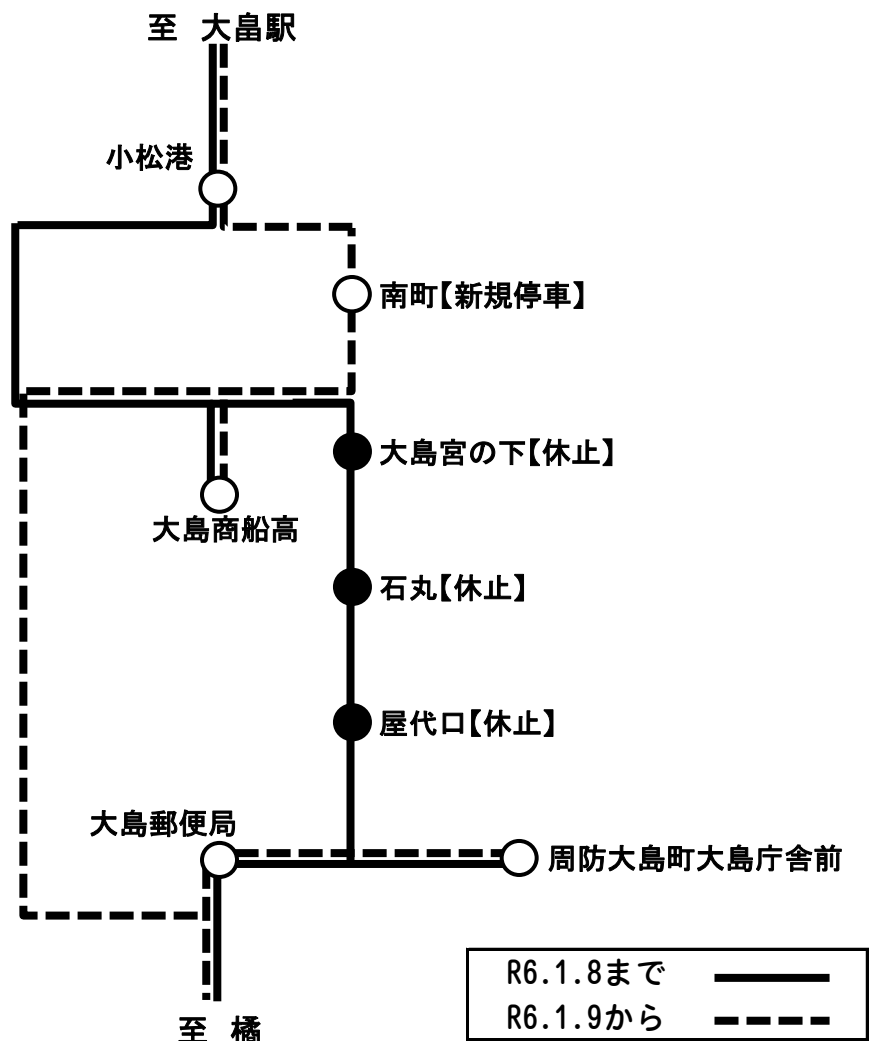 至 大畠駅
小松港
南町【新規停車】
大島宮の下【休止】
大島商船高
石丸【休止】
屋代口【休止】
大島郵便局
周防大島町大島庁舎前
R6.1.8まで
R6.1.9から
至 橘